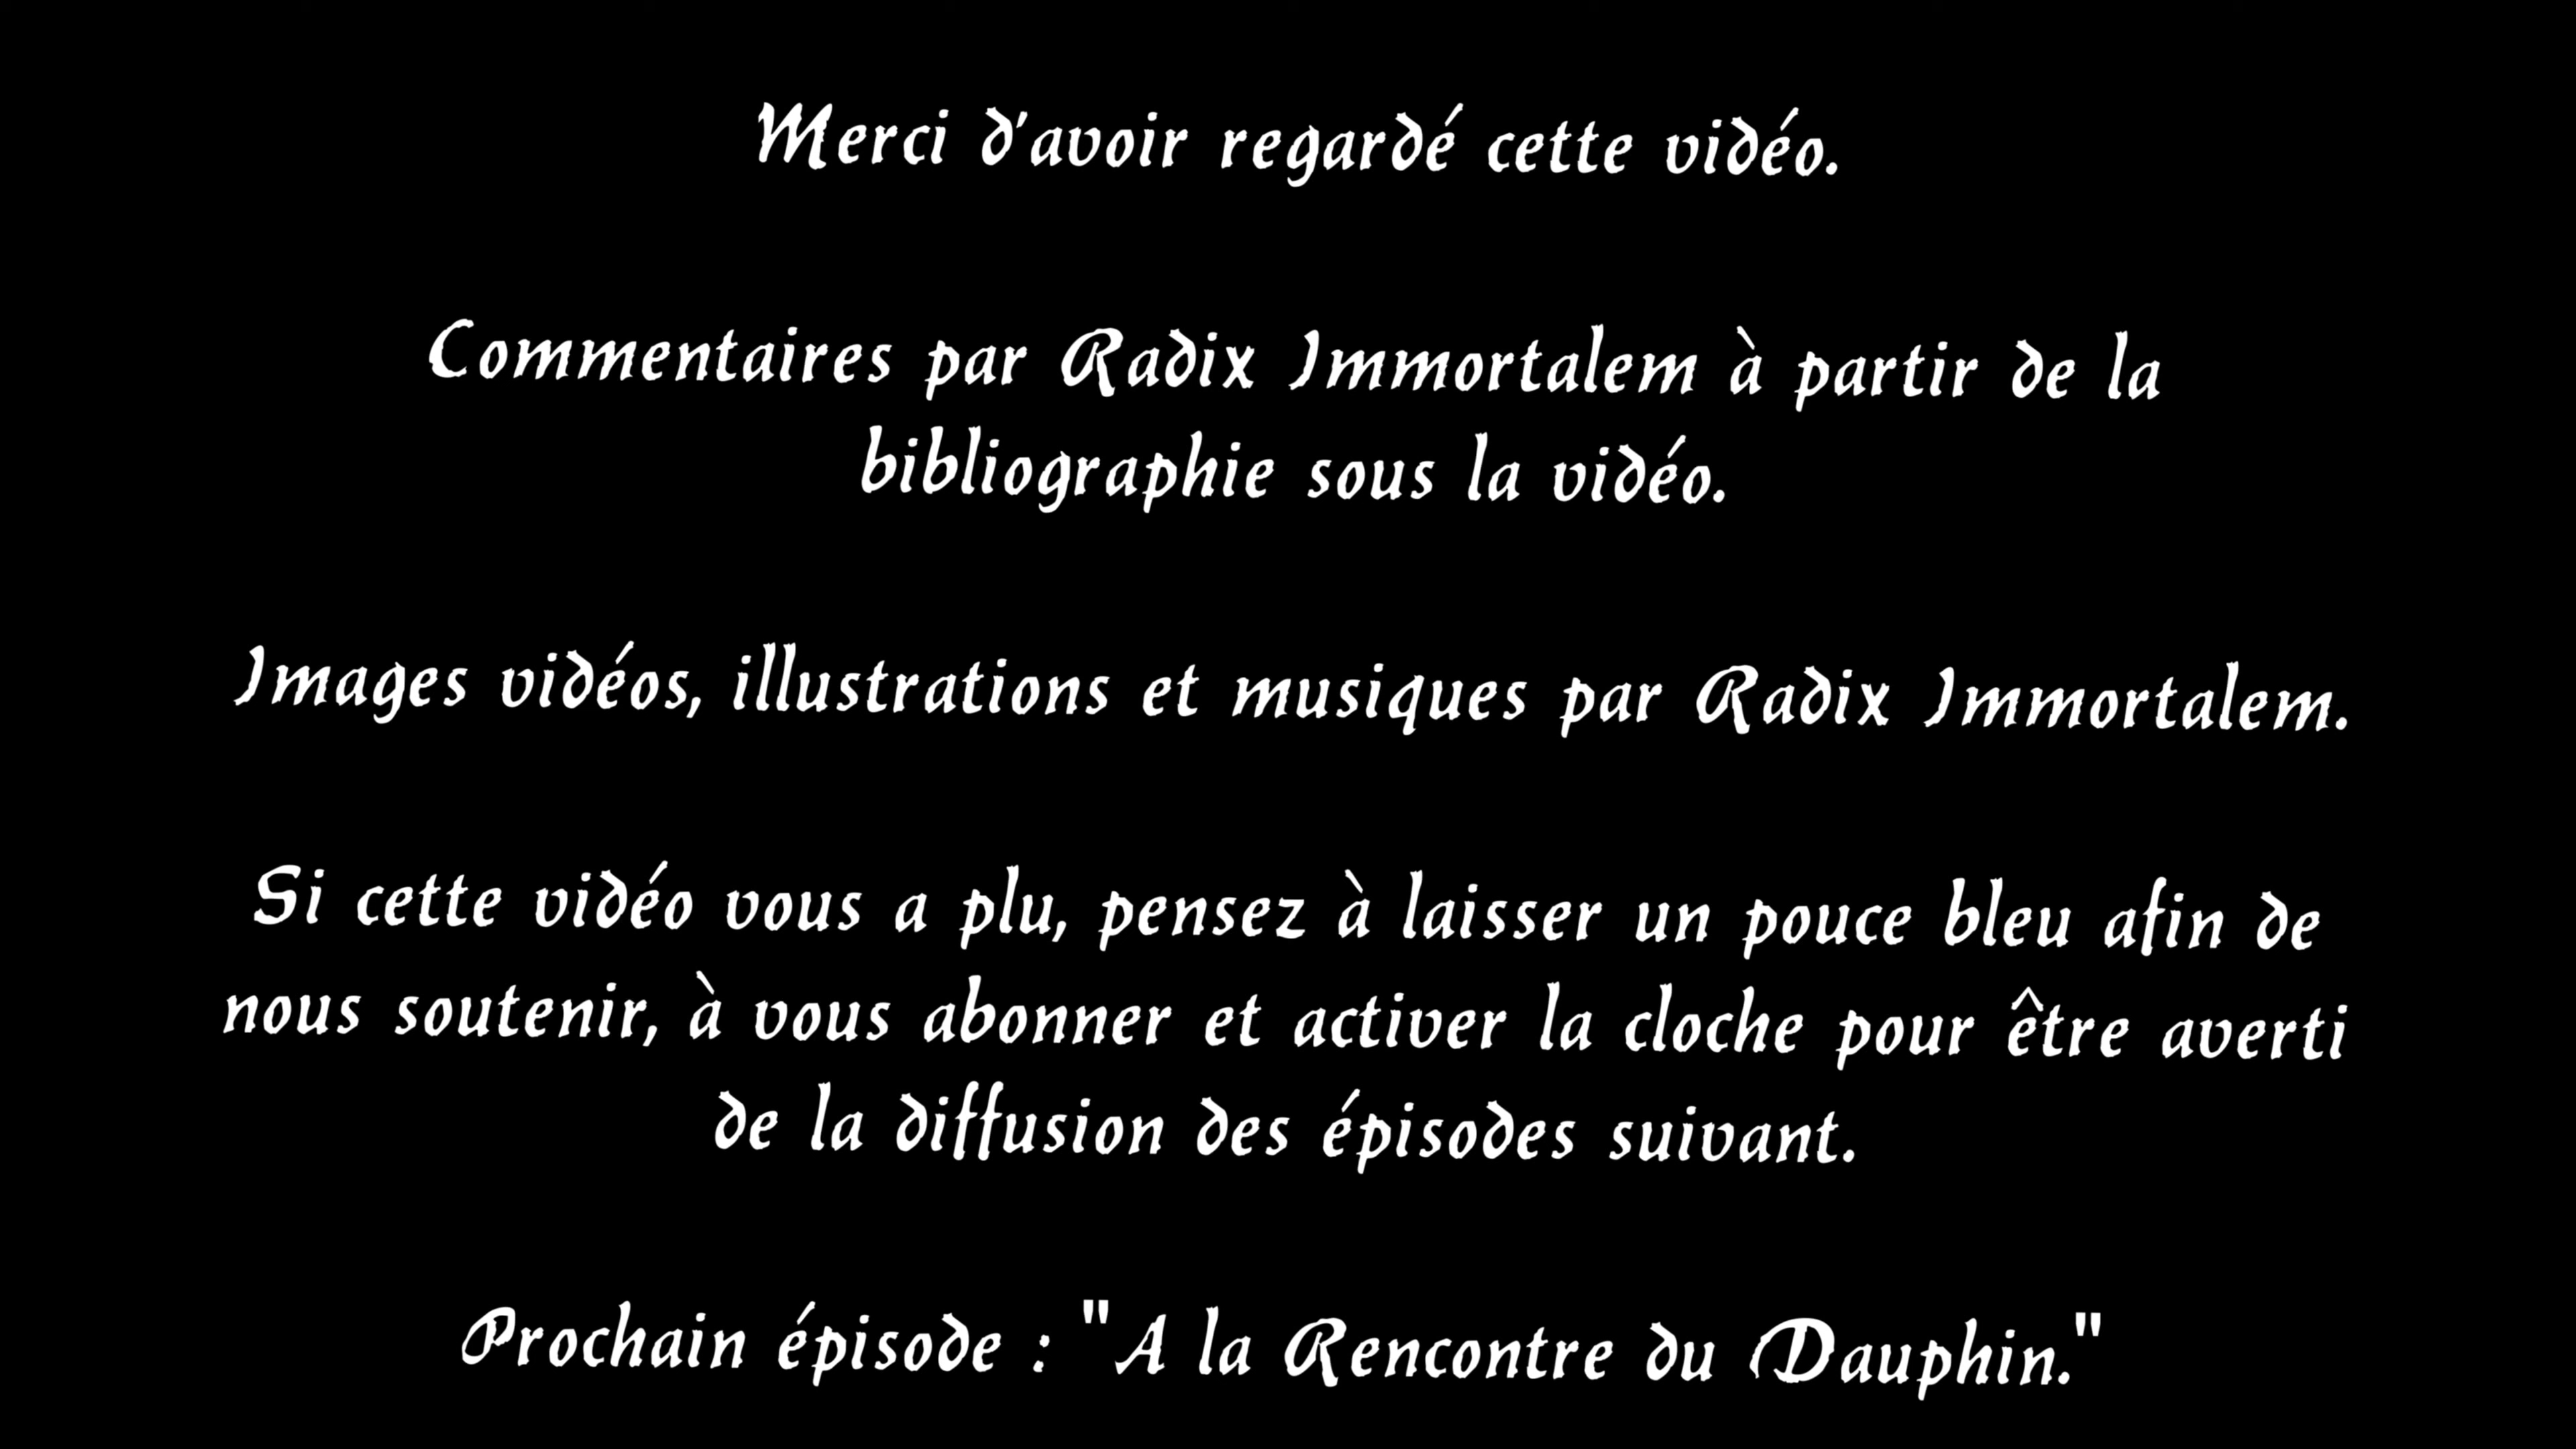 Merci d'avoir regardé cette vidéo.
Commentaires par Radix Immortalem à partir de la
bibliographie sous la vidéo.
Images vidéos, illustrations et musiques par Radix Immortalem.
Si cette vidéo vous a plu, pensez à laisser un pouce bleu afin de
nous soutenir, à vous abonner et activer la cloche pour être averti
de la diffusion des épisodes suivant.
Prochain épisode : "A la Rencontre du Dauphin."